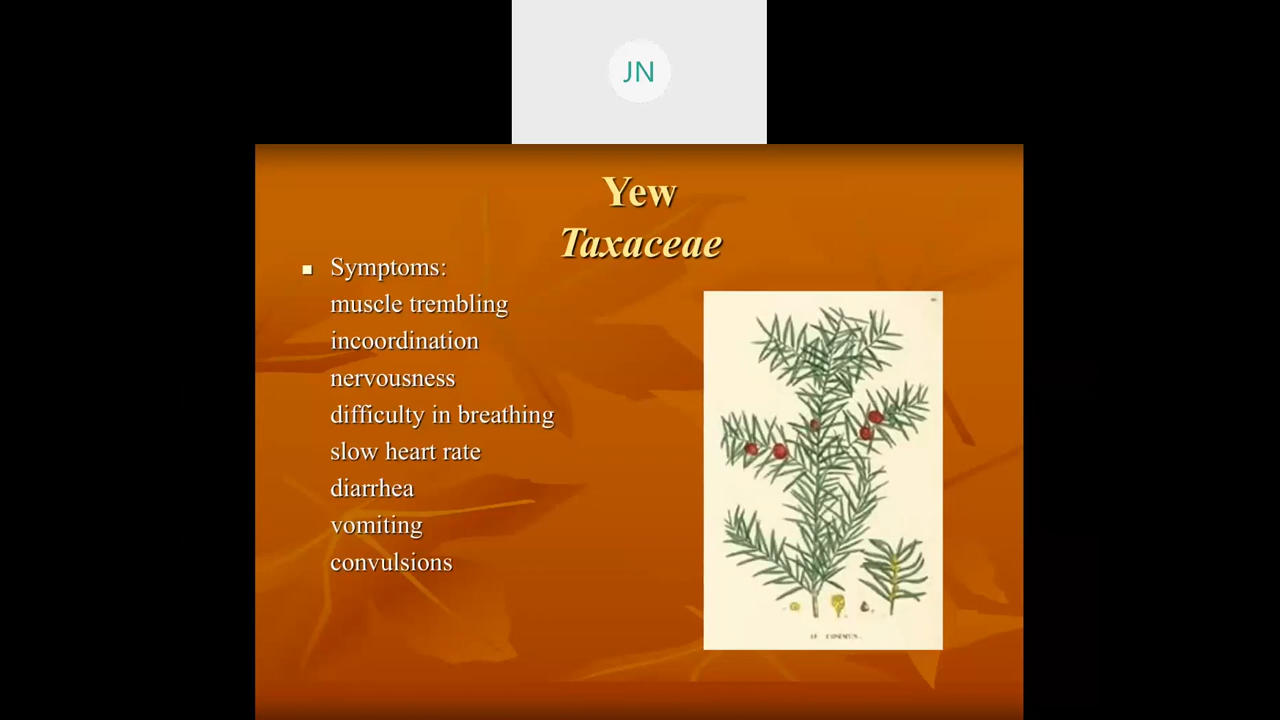 JN
Yew
Taxaceae
Symptoms:
muscle trembling
incoordination
nervousness
difficulty in breathing
slow heart rate
diarrhea
vomiting
convulsions